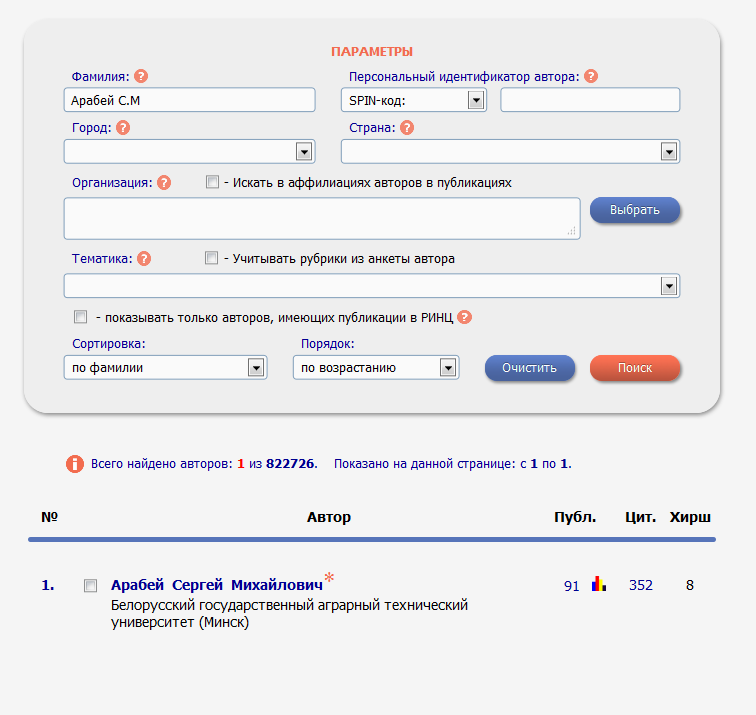 ПАРАМЕТРЫ
Фамилия: ? Персональный идентификатор автора: ?
Арабей С.М SPIN-код:
Город: ? Страна: ?
Организация: ? - Искать в аффилиациях авторов в публикациях
Выбрать
Тематика: ? - Учитывать рубрики из анкеты автора
- показывать только авторов, имеющих публикации в РИНЦ ?
Сортировка: Порядок:
по фамилии по возрастанию Очистить Поиск
i Всего найдено авторов: 1 из 822726. Показано на данной странице: с 1 по 1.
№ Автор Публ. Цит. Хирш
1. Арабей Сергей Михайлович* 91 352 8
Белорусский государственный аграрный технический
университет (Минск)